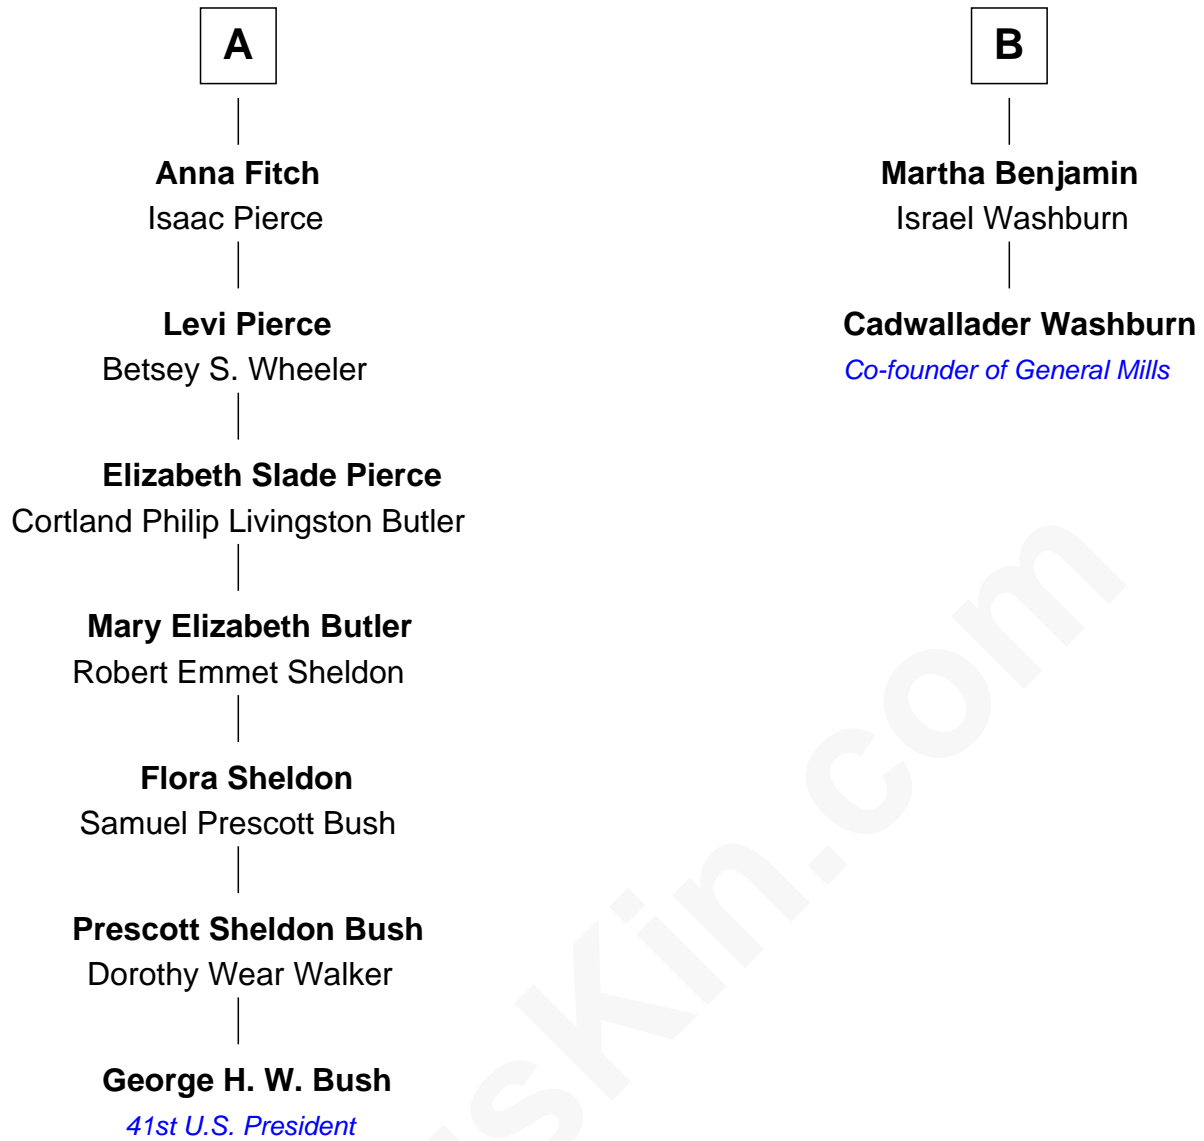 A
Anna Fitch
Isaac Pierce
Levi Pierce
Betsey S. Wheeler
Elizabeth Slade Pierce
Cortland Philip Livingston Butler
Mary Elizabeth Butler
Robert Emmet Sheldon
Flora Sheldon
Samuel Prescott Bush
Prescott Sheldon Bush
Dorothy Wear Walker
George H. W. Bush
41st U.S. President
B
Martha Benjamin
Israel Washburn
Cadwallader Washburn
Co-founder of General Mills
usKin.com